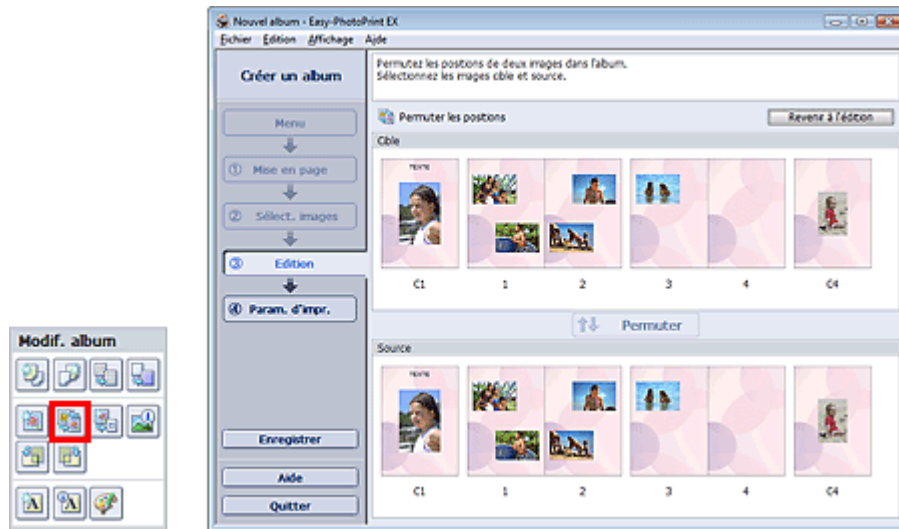 Nouvel album - Easy-PhotoPrint EX
Fichier Edition Affichage Aide
Créer un album
Permutez les positions de deux images dans l'album.
Sélectionnez les images cible et source.
Menu
Permuter les positions
Revenir à l'édition
Cible
① Mise en page
TEXTE
② Sélect. images
③ Edition
C1 1 2 3 4 C4
④ Param. d'impr.
Permuter
Modif. album
Source
TEXTE
Enregistrer
Aide
C1 1 2 3 4 C4
Quitter